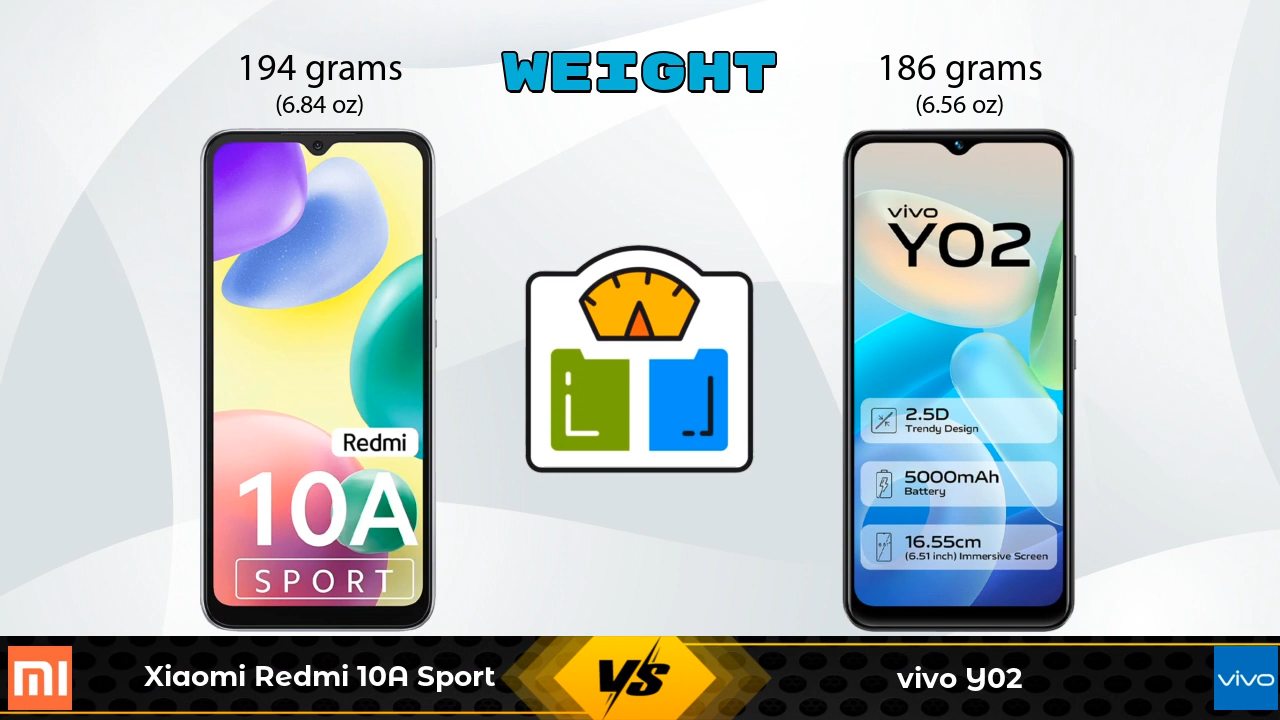 WEIGHT
194 grams
(6.84 oz)
186 grams
(6.56 oz)
Redmi
10A
SPORT
vivo
Y02
2.5D
Trendy Design
5000mAh
Battery
16.55cm
(6.51 inch) Immersive Screen
MI
Xiaomi Redmi 10A Sport
VS
vivo Y02
vivo